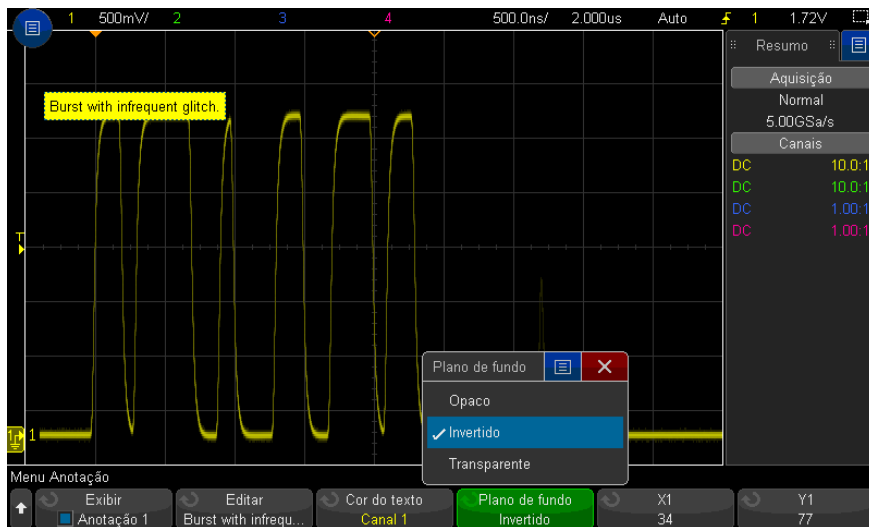 1 500mV/ 2 3 4 500.0ns/ 2.000us Auto 1 1.72V
Resumo
Burst with infrequent glitch.
Aquisição
Normal
5.00GSa/s
Canais
DC 10.0:1
DC 10.0:1
DC 1.00:1
DC 1.00:1
T
Plano de fundo
Opaco
Invertido
Transparente
1 1
Menu Anotação
Exibir Editar Cor do texto Plano de fundo X1 Y1
Anotação 1 Burst with infrequ... Canal 1 Invertido 34 77